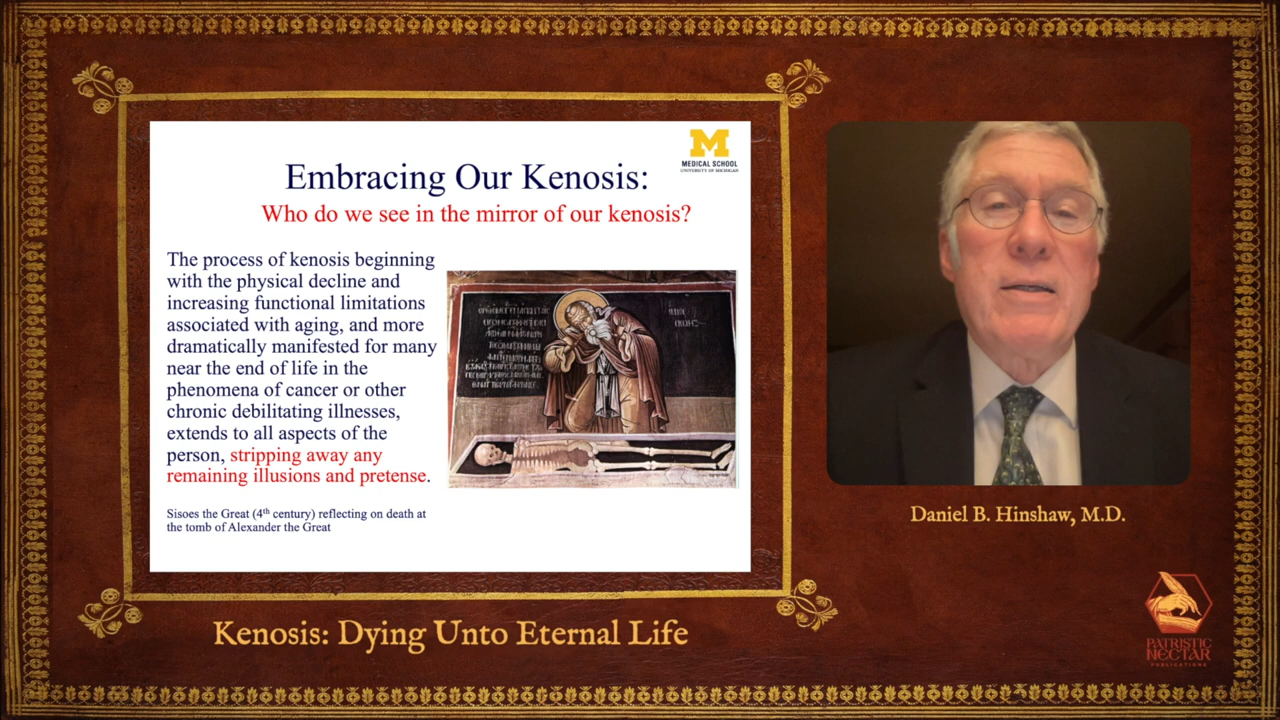 M
MEDICAL SCHOOL
UNIVERSITY OF MICHIGAN
Embracing Our Kenosis:
Who do we see in the mirror of our kenosis?
The process of kenosis beginning
with the physical decline and
increasing functional limitations
associated with aging, and more
dramatically manifested for many
near the end of life in the
phenomena of cancer or other
chronic debilitating illnesses,
extends to all aspects of the
person, stripping away any
remaining illusions and pretense.
Sisoes the Great (4th century) reflecting on death at
the tomb of Alexander the Great
Daniel B. Hinshaw, M.D.
Kenosis: Dying Unto Eternal Life
PATRISTIC
NECTAR
PUBLICATIONS